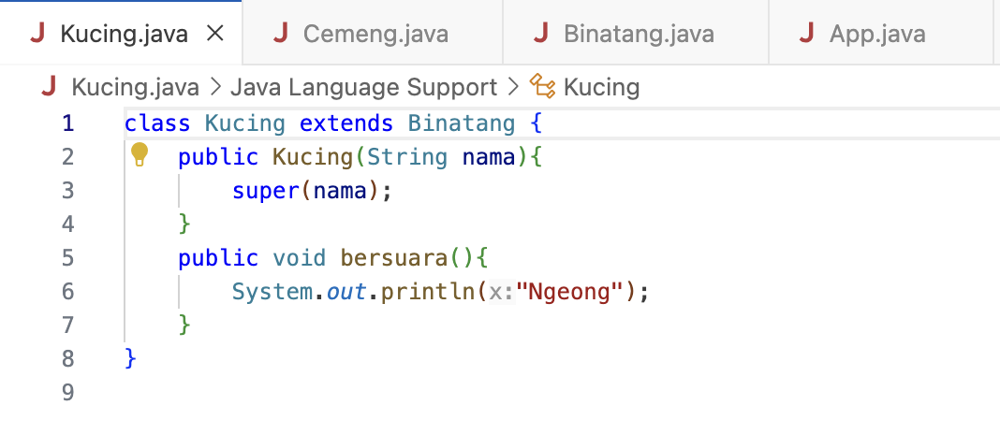 J Kucing.java × J Cemeng.java J Binatang.java J App.java
J Kucing.java > Java Language Support > Kucing
1 class Kucing extends Binatang {
2 public Kucing(String nama){
3 super(nama);
4 }
5 public void bersuara(){
6 System.out.println(x:"Ngeong");
7 }
8 }
9